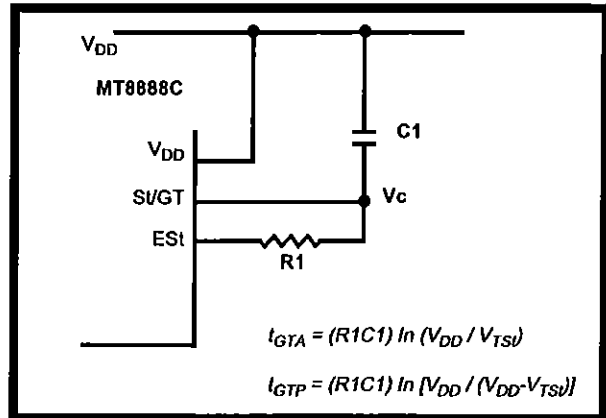 VDD
MT8888C
C1
VDD
St/GT
Vc
ESt
R1
tGTA = (R1C1) ln (VDD / VTSt)
tGTP = (R1C1) ln [VDD / (VDD-VTSt)]